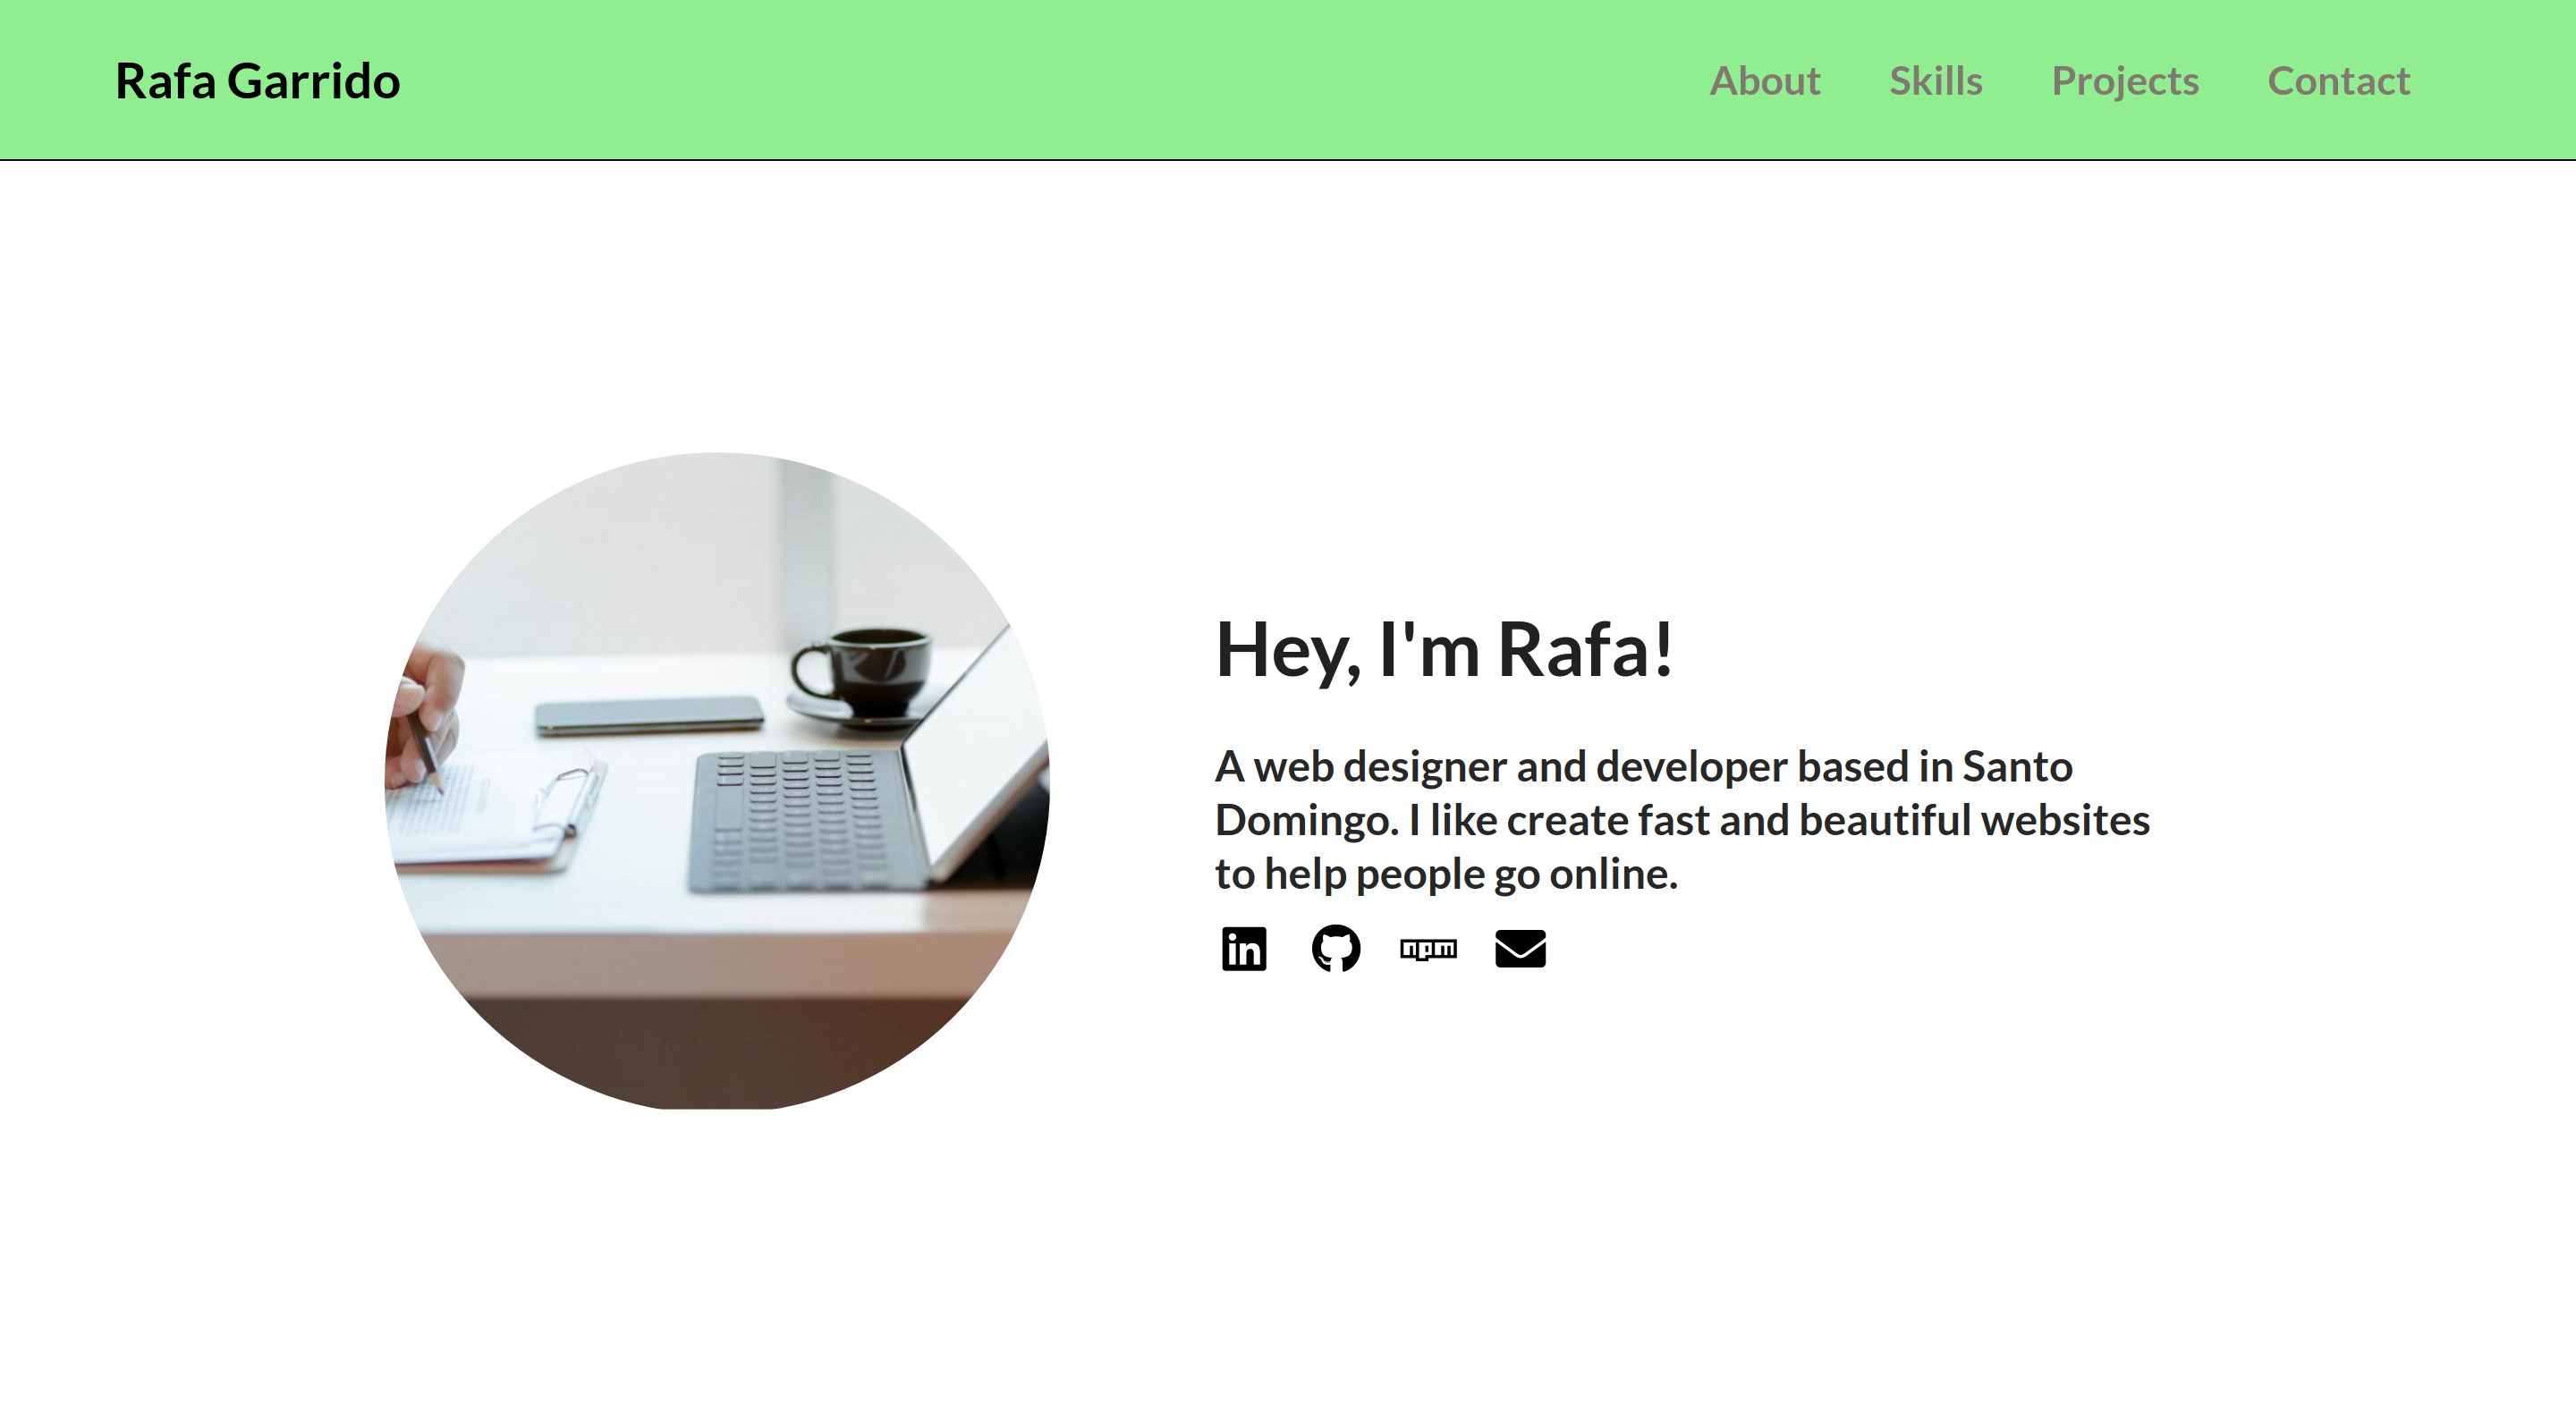 Rafa Garrido
About Skills Projects Contact
Hey, I'm Rafa!
A web designer and developer based in Santo
Domingo. I like create fast and beautiful websites
to help people go online.
in
npm